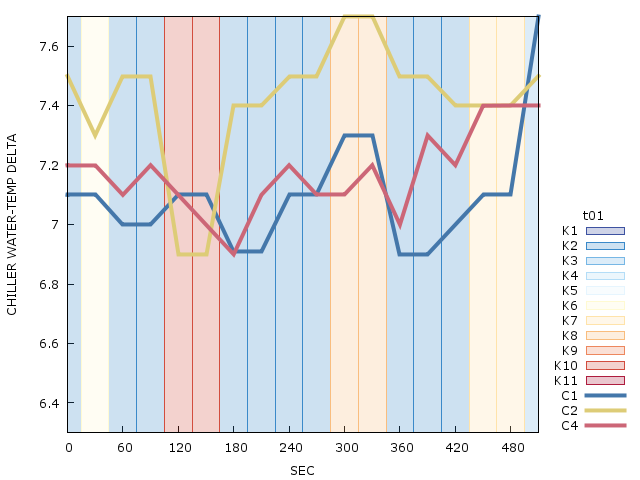 7.6
7.4
7.2
7
6.8
6.6
6.4
CHILLER WATER-TEMP DELTA
0 60 120 180 240 300 360 420 480
SEC
t01
K1
K2
K3
K4
K5
K6
K7
K8
K9
K10
K11
C1
C2
C4